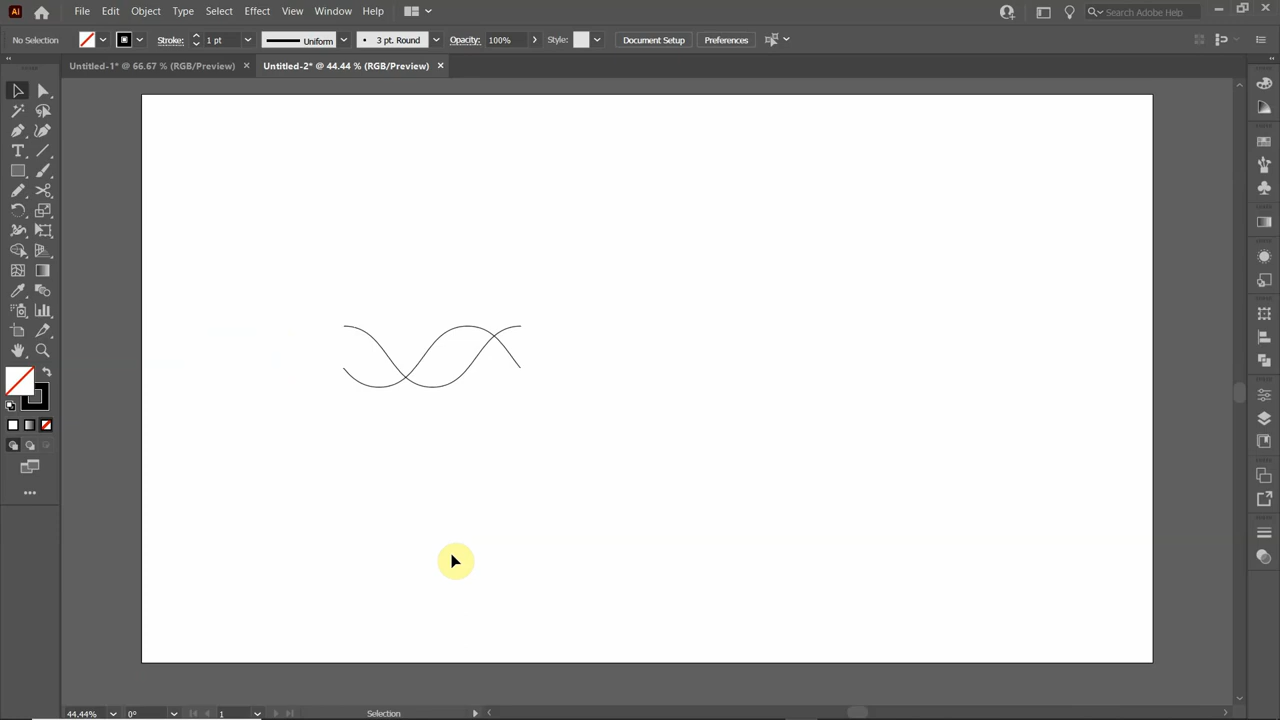 Ai File Edit Object Type Select Effect View Window Help Search Adobe Help
No Selection Stroke: 1 pt Uniform 3 pt. Round Opacity: 100% Style: Document Setup Preferences
Untitled-1* @ 66.67 % (RGB/Preview) × Untitled-2* @ 44.44 % (RGB/Preview) ×
44.44% 0° 1 Selection